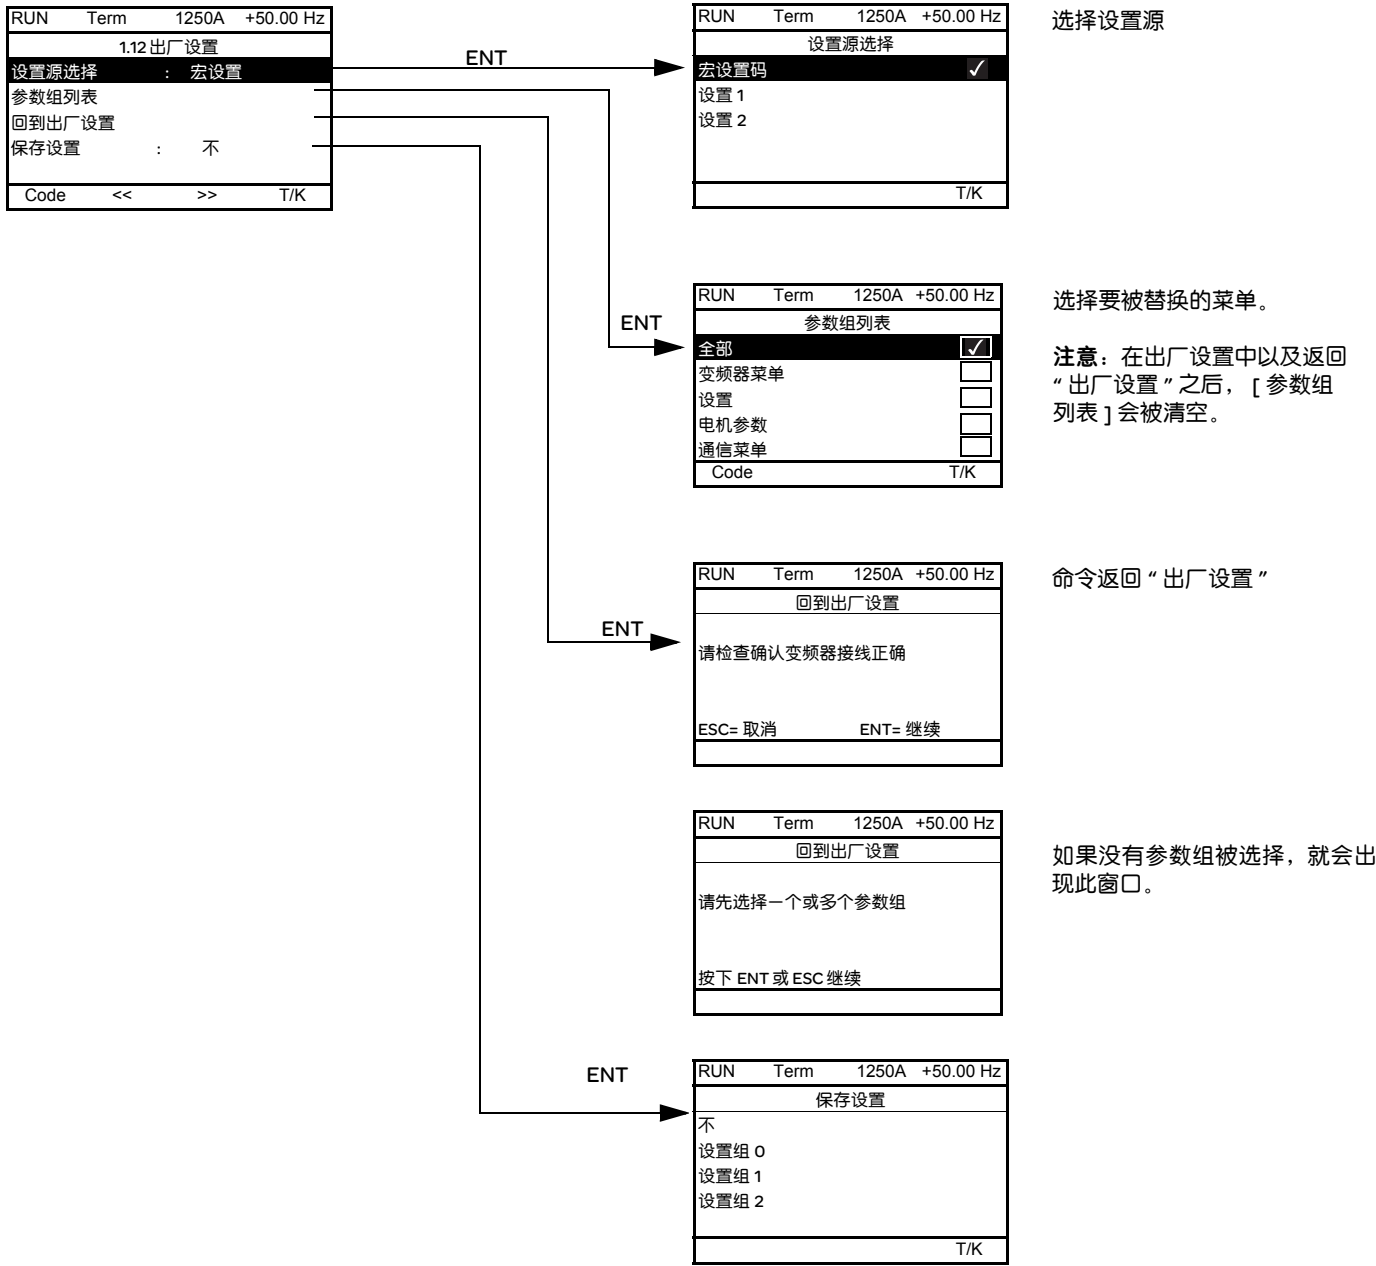 RUN Term 1250A +50.00 Hz
1.12 出厂设置
设置源选择 : 宏设置
参数组列表
回到出厂设置
保存设置 : 不
Code << >> T/K
ENT
RUN Term 1250A +50.00 Hz
设置源选择
宏设置码 ✓
设置 1
设置 2
T/K
选择设置源
ENT
RUN Term 1250A +50.00 Hz
参数组列表
全部 ✓
变频器菜单
设置
电机参数
通信菜单
Code T/K
选择要被替换的菜单。
注意：在出厂设置中以及返回
“ 出厂设置 ” 之后， [ 参数组
列表 ] 会被清空。
ENT
RUN Term 1250A +50.00 Hz
回到出厂设置
请检查确认变频器接线正确
ESC= 取消 ENT= 继续
命令返回 “ 出厂设置 ”
RUN Term 1250A +50.00 Hz
回到出厂设置
请先选择一个或多个参数组
按下 ENT 或 ESC 继续
如果没有参数组被选择，就会出
现此窗口。
ENT
RUN Term 1250A +50.00 Hz
保存设置
不
设置组 0
设置组 1
设置组 2
T/K